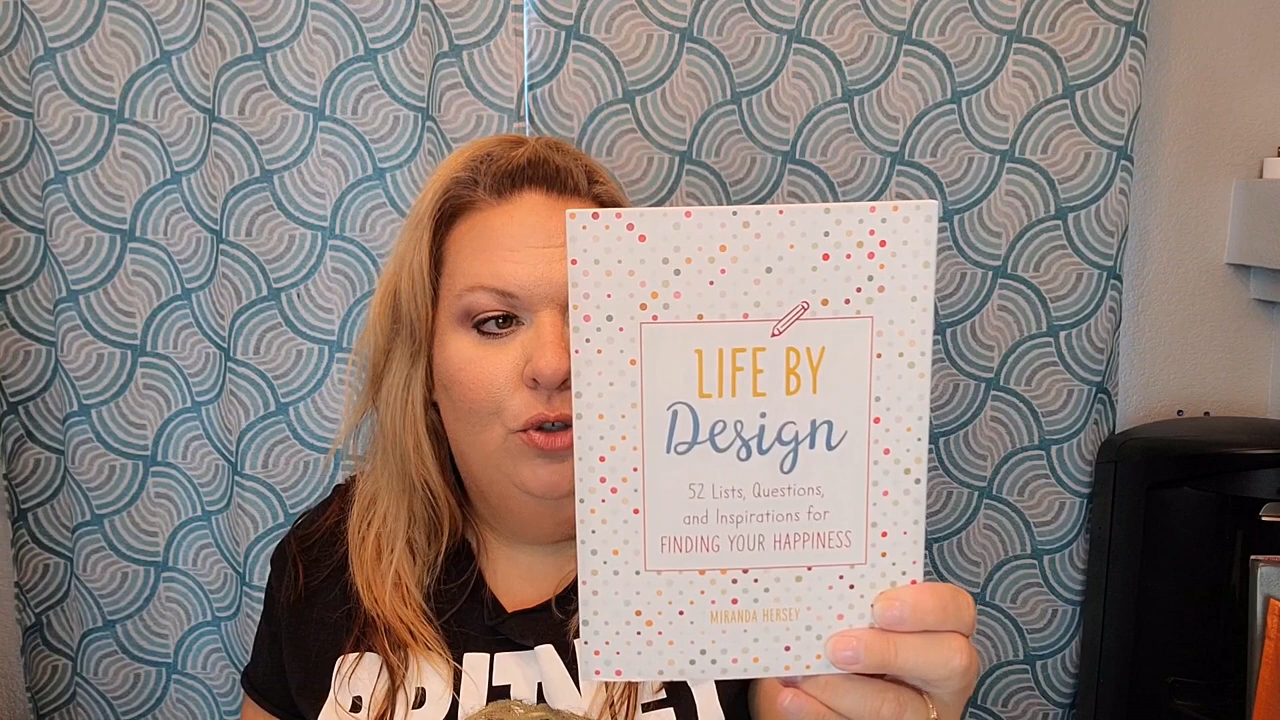 LIFE BY
Design
52 Lists, Questions,
and Inspirations for
FINDING YOUR HAPPINESS
MIRANDA HERSEY